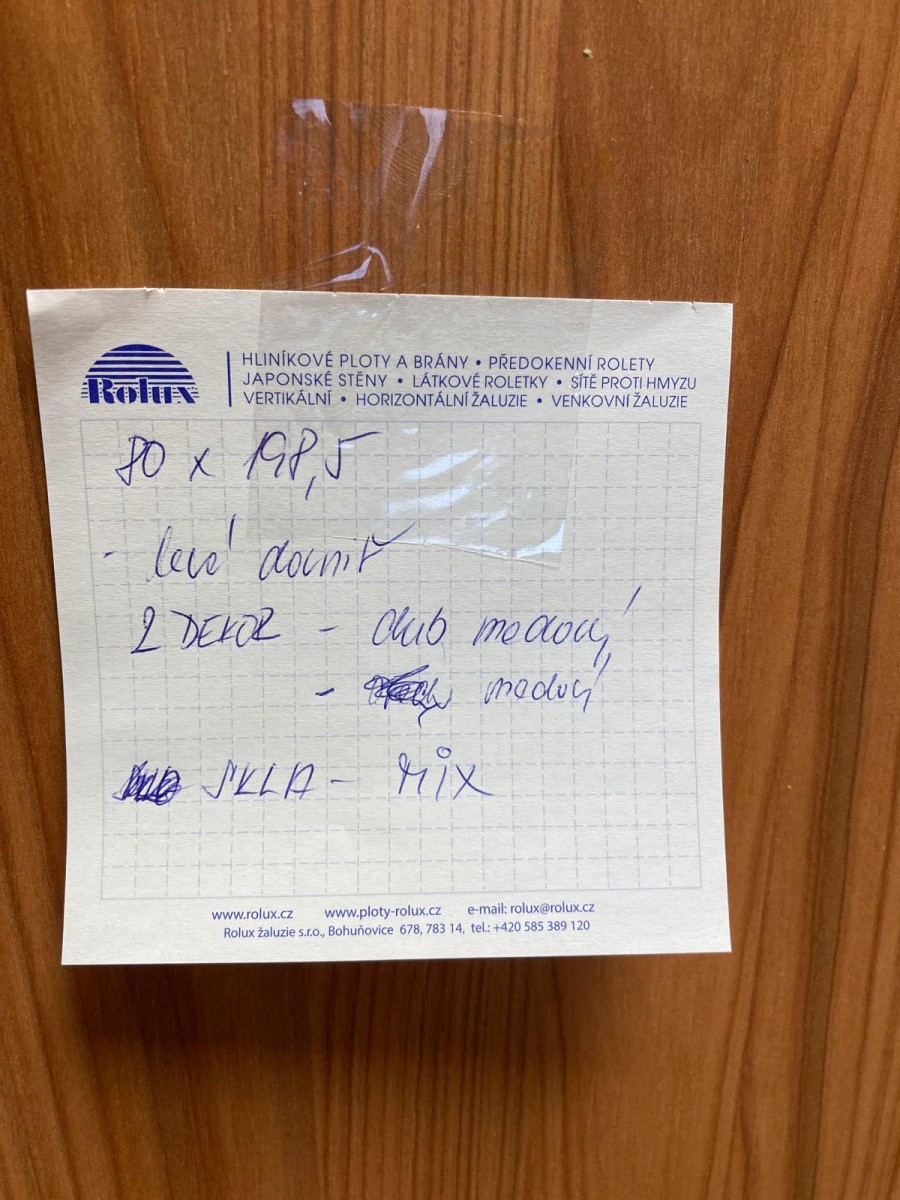 Rolux
HLINÍKOVÉ PLOTY A BRÁNY • PŘEDOKENNÍ ROLETY
JAPONSKÉ STĚNY • LÁTKOVÉ ROLETKY • SÍTĚ PROTI HMYZU
VERTIKÁLNÍ • HORIZONTÁLNÍ ŽALUZIE • VENKOVNÍ ŽALUZIE
80 x 198,5
- levé dovniř
2 DEKOR - dub medový
- medový
SKLA - MIX
www.rolux.cz www.ploty-rolux.cz e-mail: rolux@rolux.cz
Rolux žaluzie s.r.o., Bohuňovice 678, 783 14, tel.: +420 585 389 120